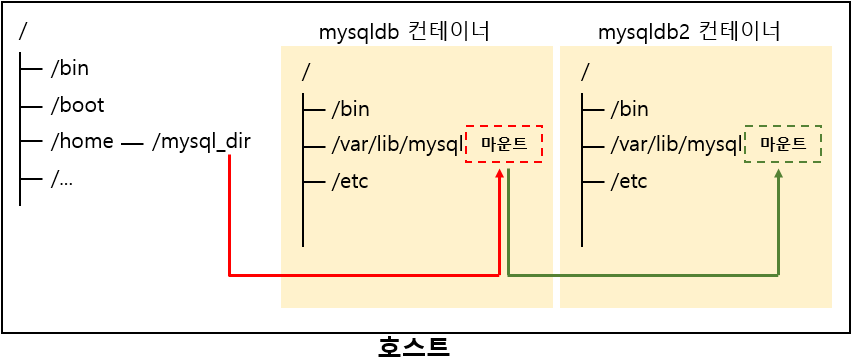 /
/bin
/boot
/home — /mysql_dir
/...
mysqldb 컨테이너
/
/bin
/var/lib/mysql 마운트
/etc
mysqldb2 컨테이너
/
/bin
/var/lib/mysql 마운트
/etc
호스트